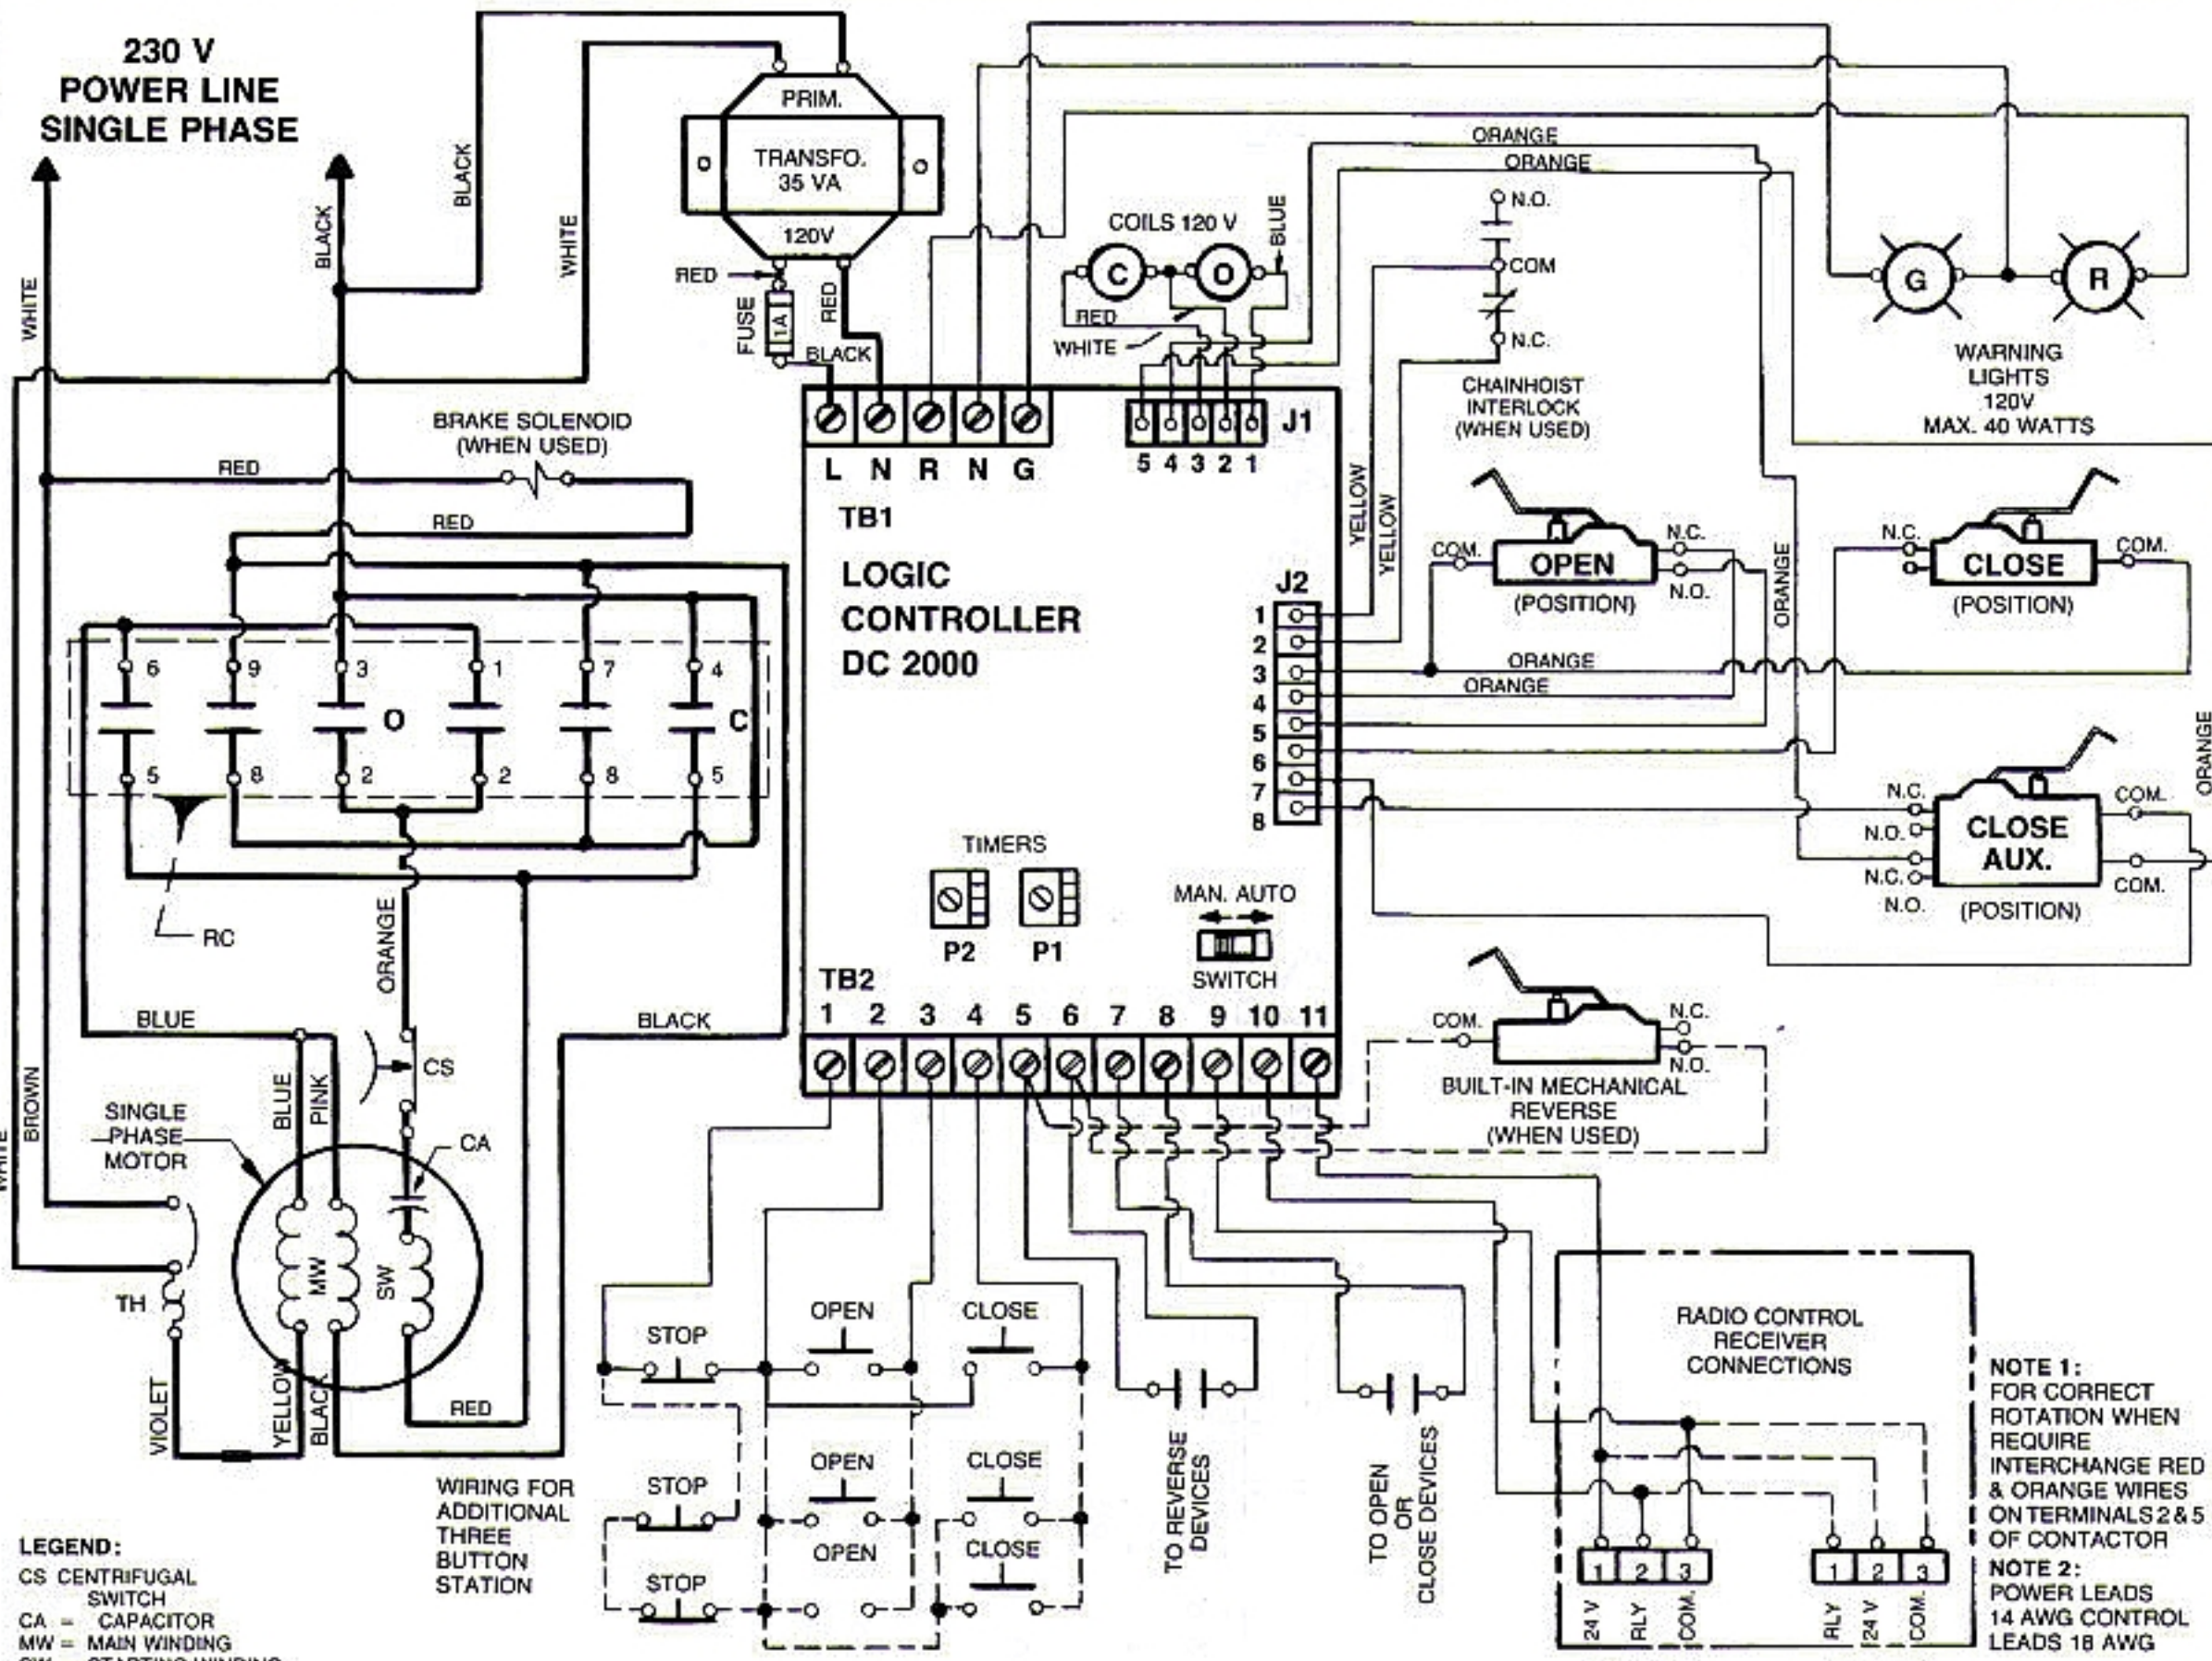 230 V
POWER LINE
SINGLE PHASE
WHITE
BLACK
BLACK
WHITE
PRIM.
TRANSFO.
35 VA
120V
RED
FUSE
1A
RED
BLACK
COILS 120 V
C
O
BLUE
RED
WHITE
ORANGE
ORANGE
N.O.
COM
N.C.
CHAINHOIST
INTERLOCK
(WHEN USED)
G
R
WARNING
LIGHTS
120V
MAX. 40 WATTS
BRAKE SOLENOID
(WHEN USED)
RED
RED
L N R N G
TB1
J1
5 4 3 2 1
LOGIC
CONTROLLER
DC 2000
YELLOW
YELLOW
J2
1
2
3
4
5
6
7
8
COM.
OPEN
N.C.
N.O.
(POSITION)
ORANGE
N.C.
CLOSE
COM.
(POSITION)
ORANGE
ORANGE
ORANGE
6 9 3 1 7 4
O
C
5 8 2 2 8 5
RC
ORANGE
N.C.
N.O.
N.C.
N.O.
CLOSE
AUX.
COM.
COM.
(POSITION)
TIMERS
P2 P1
MAN. AUTO
SWITCH
TB2
1 2 3 4 5 6 7 8 9 10 11
COM.
N.C.
N.O.
BUILT-IN MECHANICAL
REVERSE
(WHEN USED)
BLUE
BLACK
CS
BROWN
BLUE
PINK
SINGLE
PHASE
MOTOR
CA
MW
SW
TH
VIOLET
YELLOW
BLACK
RED
STOP
OPEN
CLOSE
STOP
OPEN
CLOSE
STOP
OPEN
CLOSE
WIRING FOR
ADDITIONAL
THREE
BUTTON
STATION
TO REVERSE
DEVICES
TO OPEN
OR
CLOSE DEVICES
RADIO CONTROL
RECEIVER
CONNECTIONS
1 2 3
24 V
RLY
COM.
1 2 3
RLY
24 V
COM.
NOTE 1:
FOR CORRECT
ROTATION WHEN
REQUIRE
INTERCHANGE RED
& ORANGE WIRES
ON TERMINALS 2 & 5
OF CONTACTOR
NOTE 2:
POWER LEADS
14 AWG CONTROL
LEADS 18 AWG
LEGEND:
CS CENTRIFUGAL
SWITCH
CA = CAPACITOR
MW = MAIN WINDING